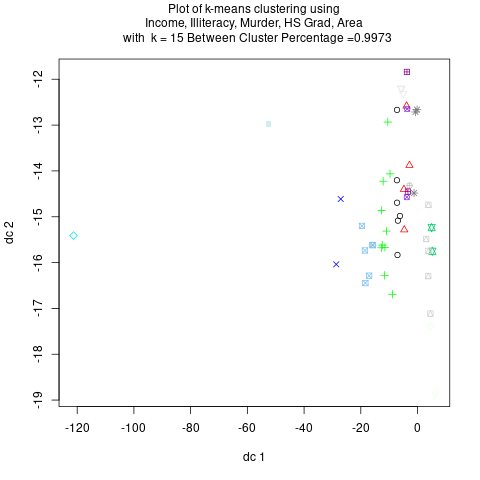 Plot of k-means clustering using
Income, Illiteracy, Murder, HS Grad, Area
with k = 15 Between Cluster Percentage =0.9973
dc 2
-12
-13
-14
-15
-16
-17
-18
-19
-120 -100 -80 -60 -40 -20 0
dc 1